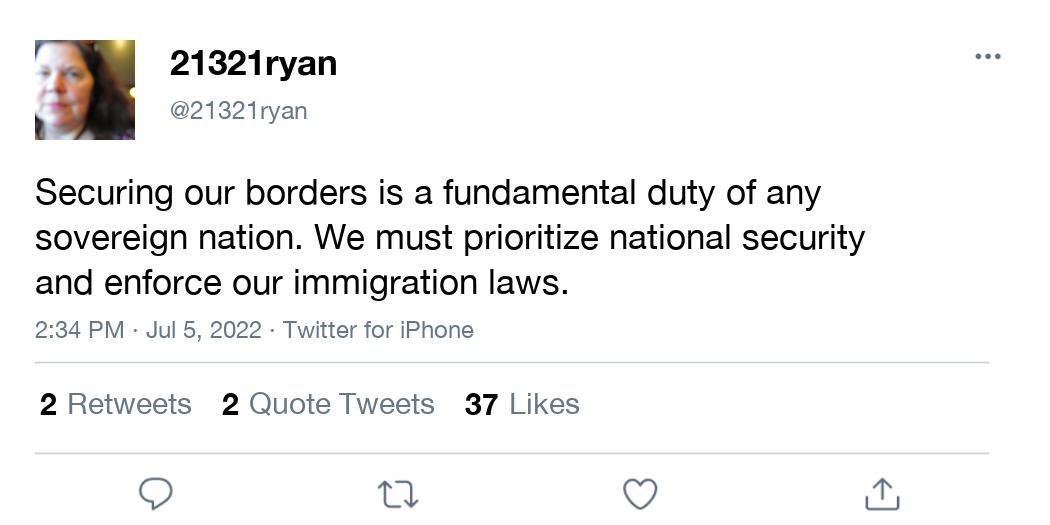 21321ryan
@21321ryan
Securing our borders is a fundamental duty of any
sovereign nation. We must prioritize national security
and enforce our immigration laws.
2:34 PM · Jul 5, 2022 · Twitter for iPhone
2 Retweets 2 Quote Tweets 37 Likes